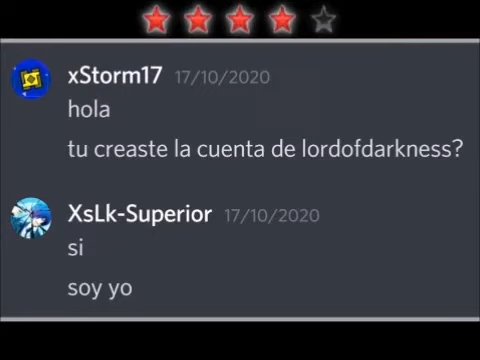 xStorm17 17/10/2020
hola
tu creaste la cuenta de lordofdarkness?
XsLk-Superior 17/10/2020
si
soy yo